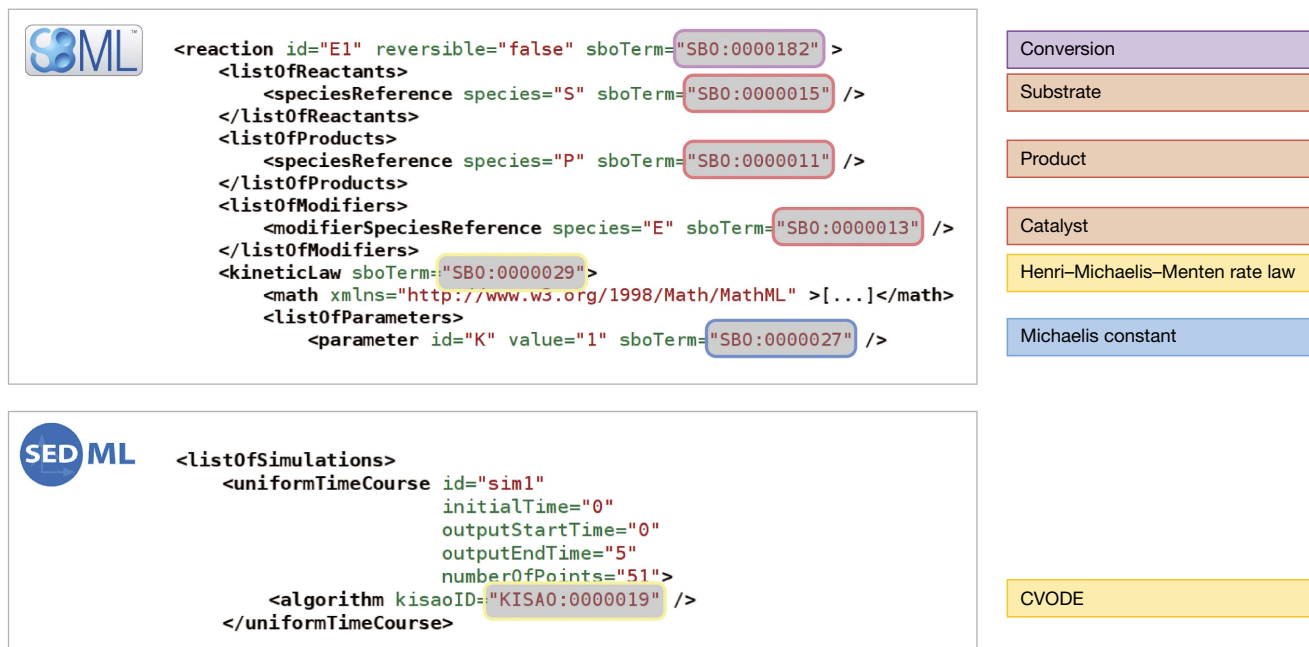 SBML™
<reaction id="E1" reversible="false" sboTerm="SBO:0000182" >
Conversion
<listOfReactants>
<speciesReference species="S" sboTerm="SBO:0000015" />
Substrate
</listOfReactants>
<listOfProducts>
<speciesReference species="P" sboTerm="SBO:0000011" />
Product
</listOfProducts>
<listOfModifiers>
<modifierSpeciesReference species="E" sboTerm="SBO:0000013" />
Catalyst
</listOfModifiers>
<kineticLaw sboTerm="SBO:0000029">
Henri–Michaelis–Menten rate law
<math xmlns="http://www.w3.org/1998/Math/MathML" >[...]</math>
<listOfParameters>
<parameter id="K" value="1" sboTerm="SBO:0000027" />
Michaelis constant
SED ML
<listOfSimulations>
<uniformTimeCourse id="sim1"
initialTime="0"
outputStartTime="0"
outputEndTime="5"
numberOfPoints="51">
<algorithm kisaoID="KISAO:0000019" />
CVODE
</uniformTimeCourse>